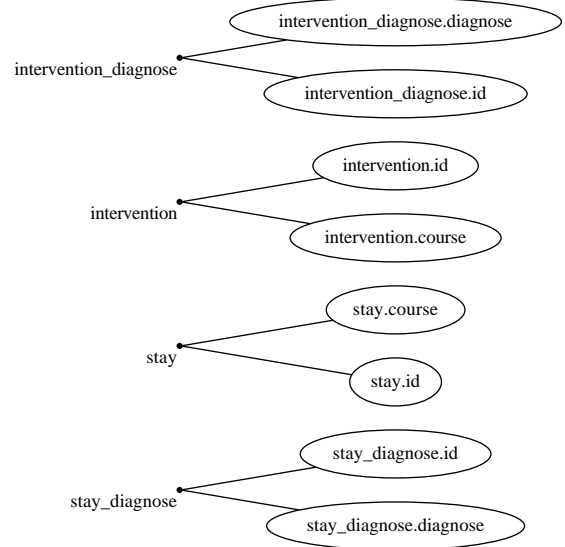 intervention_diagnose.diagnose
intervention_diagnose
intervention_diagnose.id
intervention.id
intervention
intervention.course
stay.course
stay
stay.id
stay_diagnose.id
stay_diagnose
stay_diagnose.diagnose